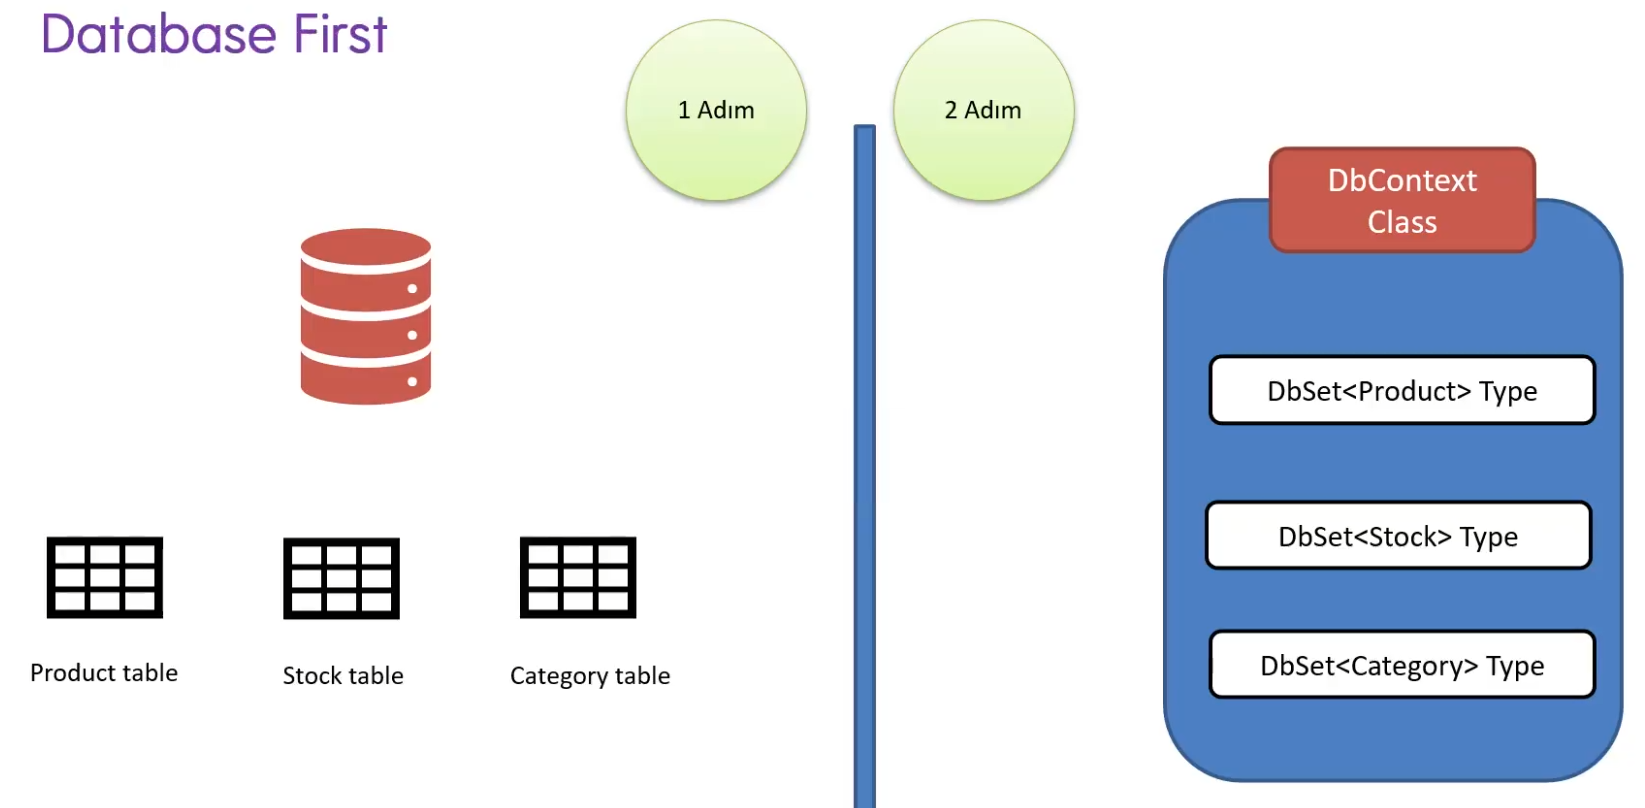 Database First
1 Adım
2 Adım
DbContext
Class
DbSet<Product> Type
DbSet<Stock> Type
DbSet<Category> Type
Product table
Stock table
Category table